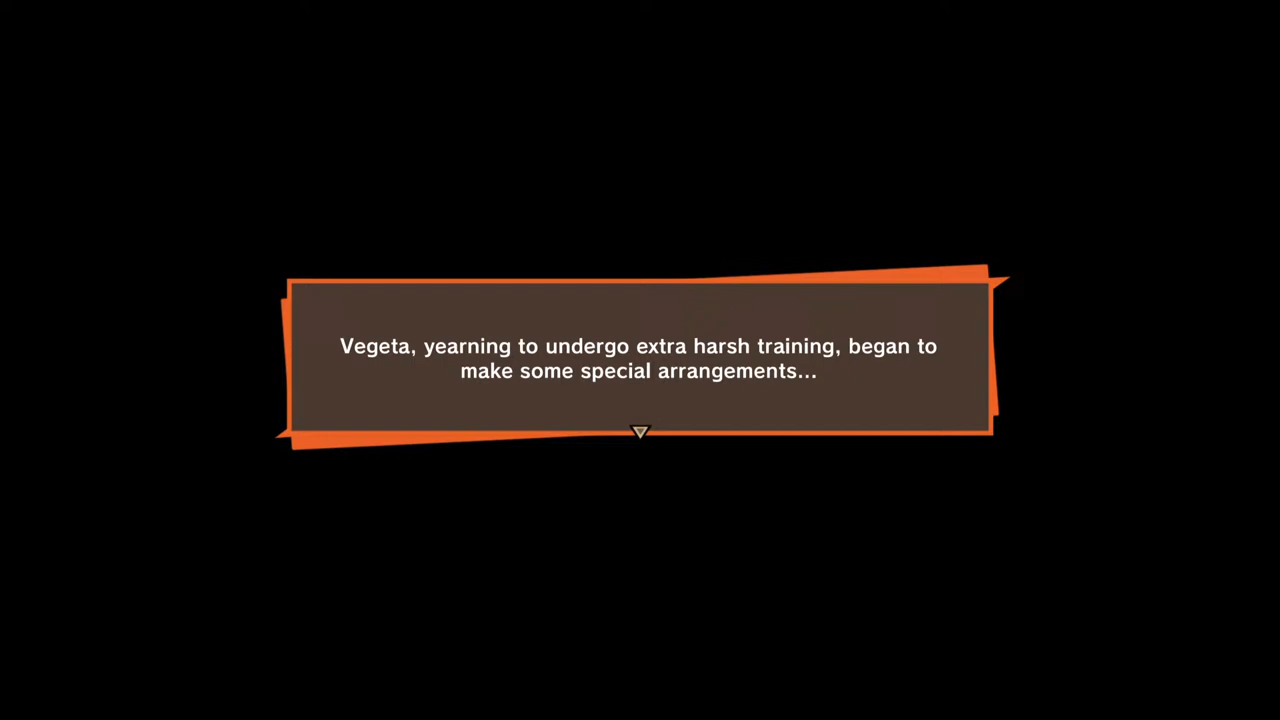 Vegeta, yearning to undergo extra harsh training, began to
make some special arrangements...